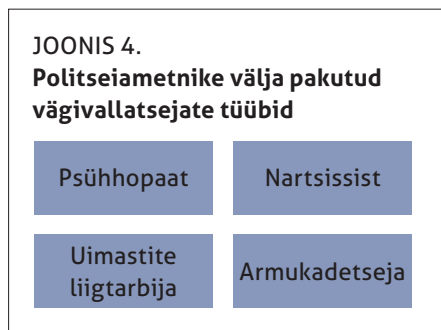 JOONIS 4.
Politseiametnike välja pakutud
vägivallatsejate tüübid
Psühhopaat
Nartsissist
Uimastite
liigtarbija
Armukadetseja